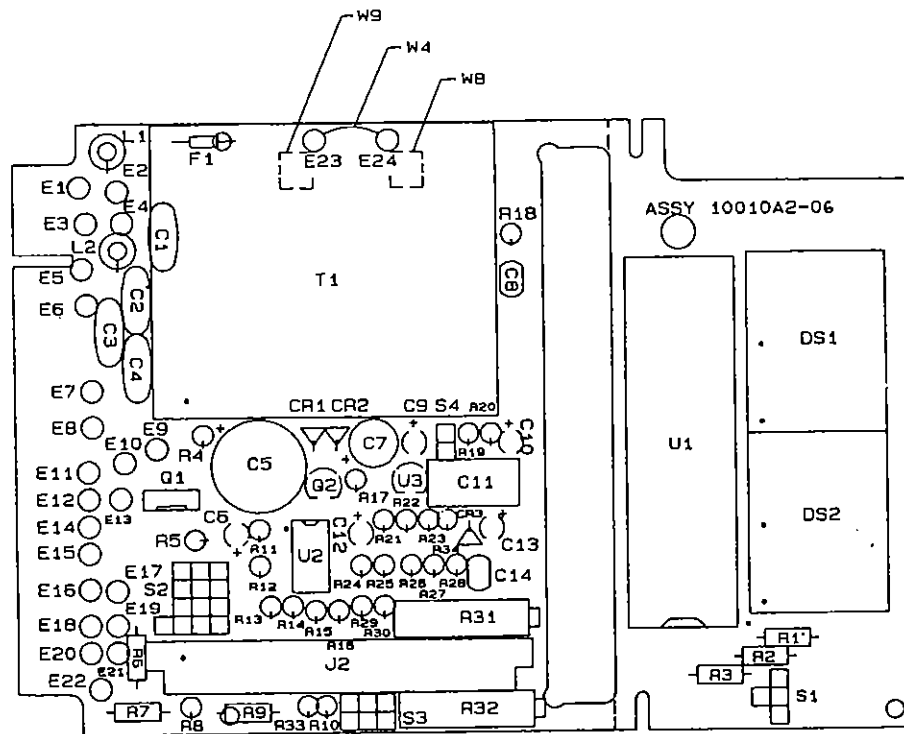 W9
W4
W8
L1
F1
E23 E24
E2
E1
E4
E3
R18
ASSY 10010A2-06
L2
C1
E5
T1
C8
C2
E6
C3
DS1
C4
E7
CR1 CR2 C9 S4 R20
E8
E9
C7
C10
E10
R4
R19
U1
E11
C5
Q1
Q2
U3
C11
E12
E13
R17
R22
DS2
C6
CR3
E14
R21 R23
R5
R11
U2
C12
R34
C13
E15
E17
R12
R24 R25 R26 R28
C14
E16
S2
R27
E19
R13 R14 R15
R29
R31
E18
R30
R16
R1
E20
E21
R6
J2
R2
E22
R3
S1
R7
R8
R9
R33 R10
S3
R32